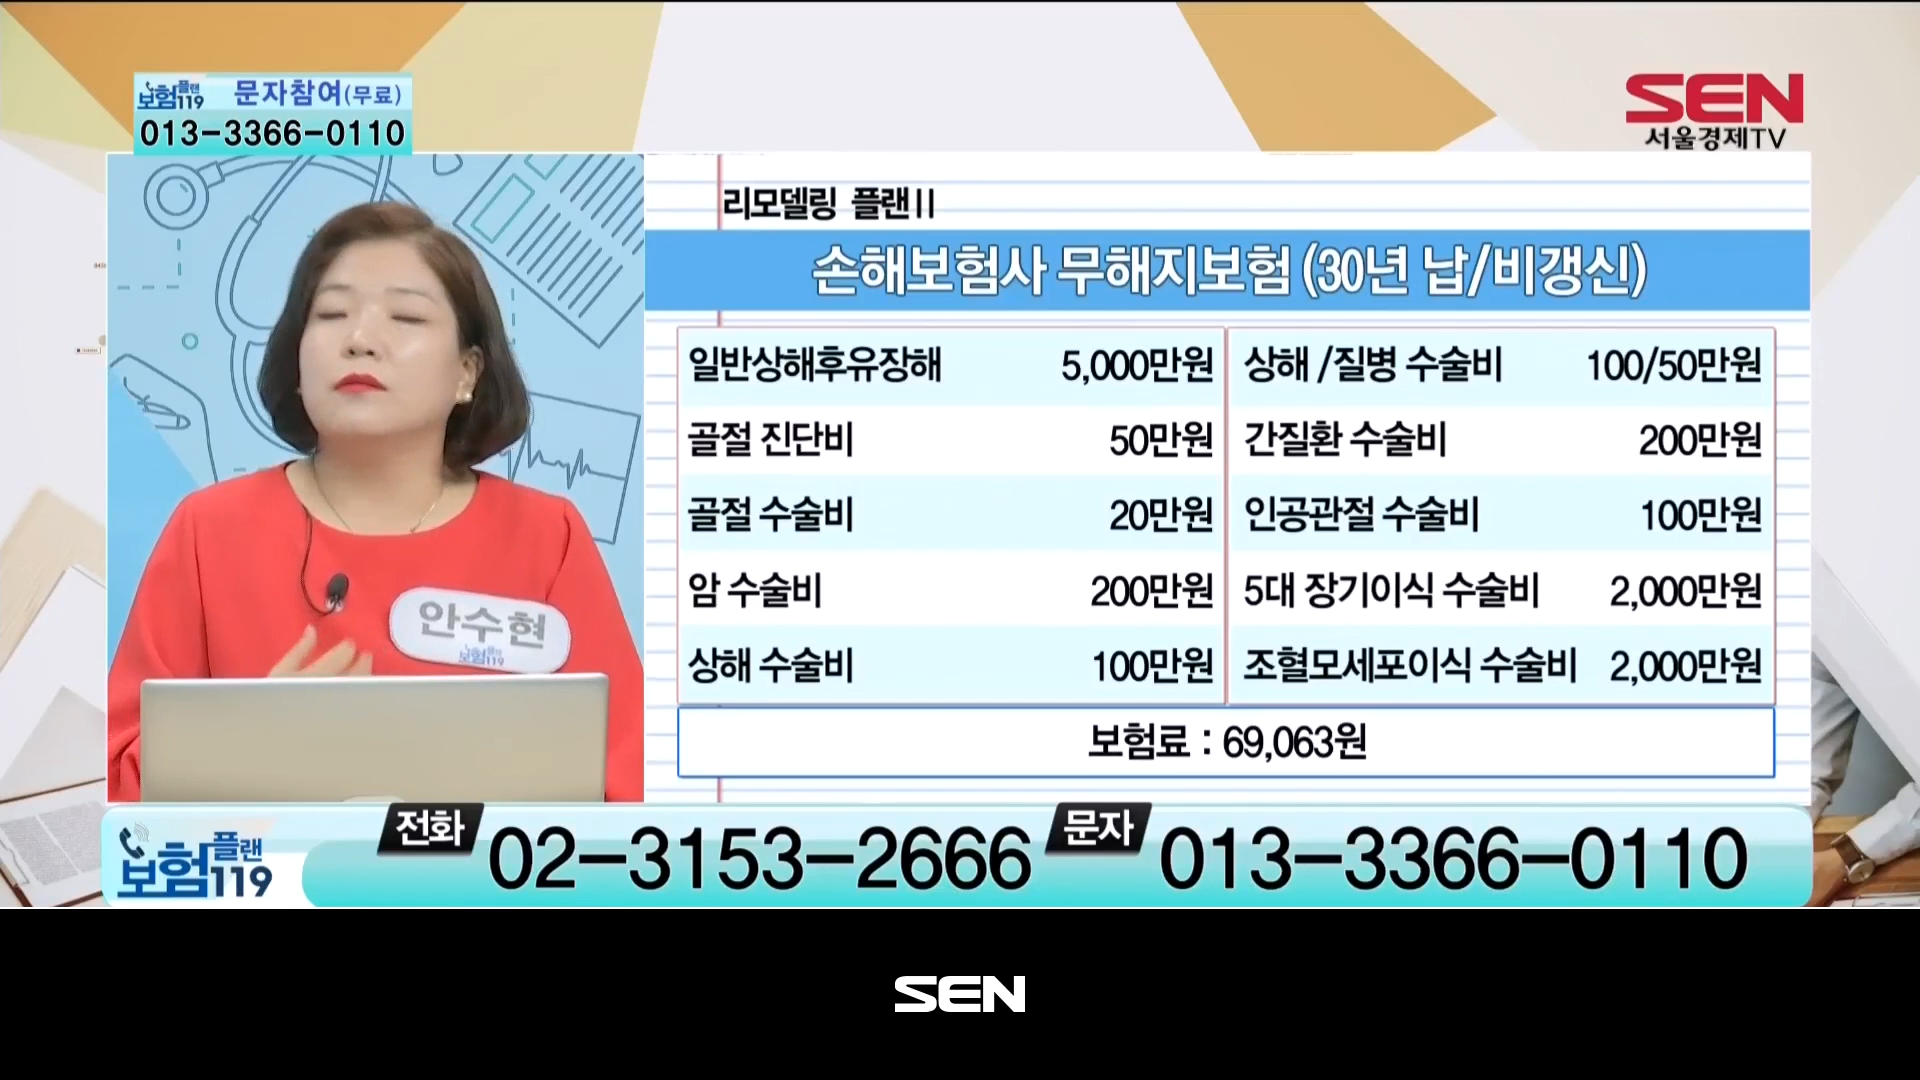 보험플랜119 문자참여(무료)
013-3366-0110
SEN
서울경제TV
리모델링 플랜II
손해보험사 무해지보험 (30년 납/비갱신)
일반상해후유장해 5,000만원 상해 /질병 수술비 100/50만원
골절 진단비 50만원 간질환 수술비 200만원
골절 수술비 20만원 인공관절 수술비 100만원
암 수술비 200만원 5대 장기이식 수술비 2,000만원
상해 수술비 100만원 조혈모세포이식 수술비 2,000만원
보험료 : 69,063원
안수현
보험플랜119
보험플랜119 전화 02-3153-2666 문자 013-3366-0110
SEN